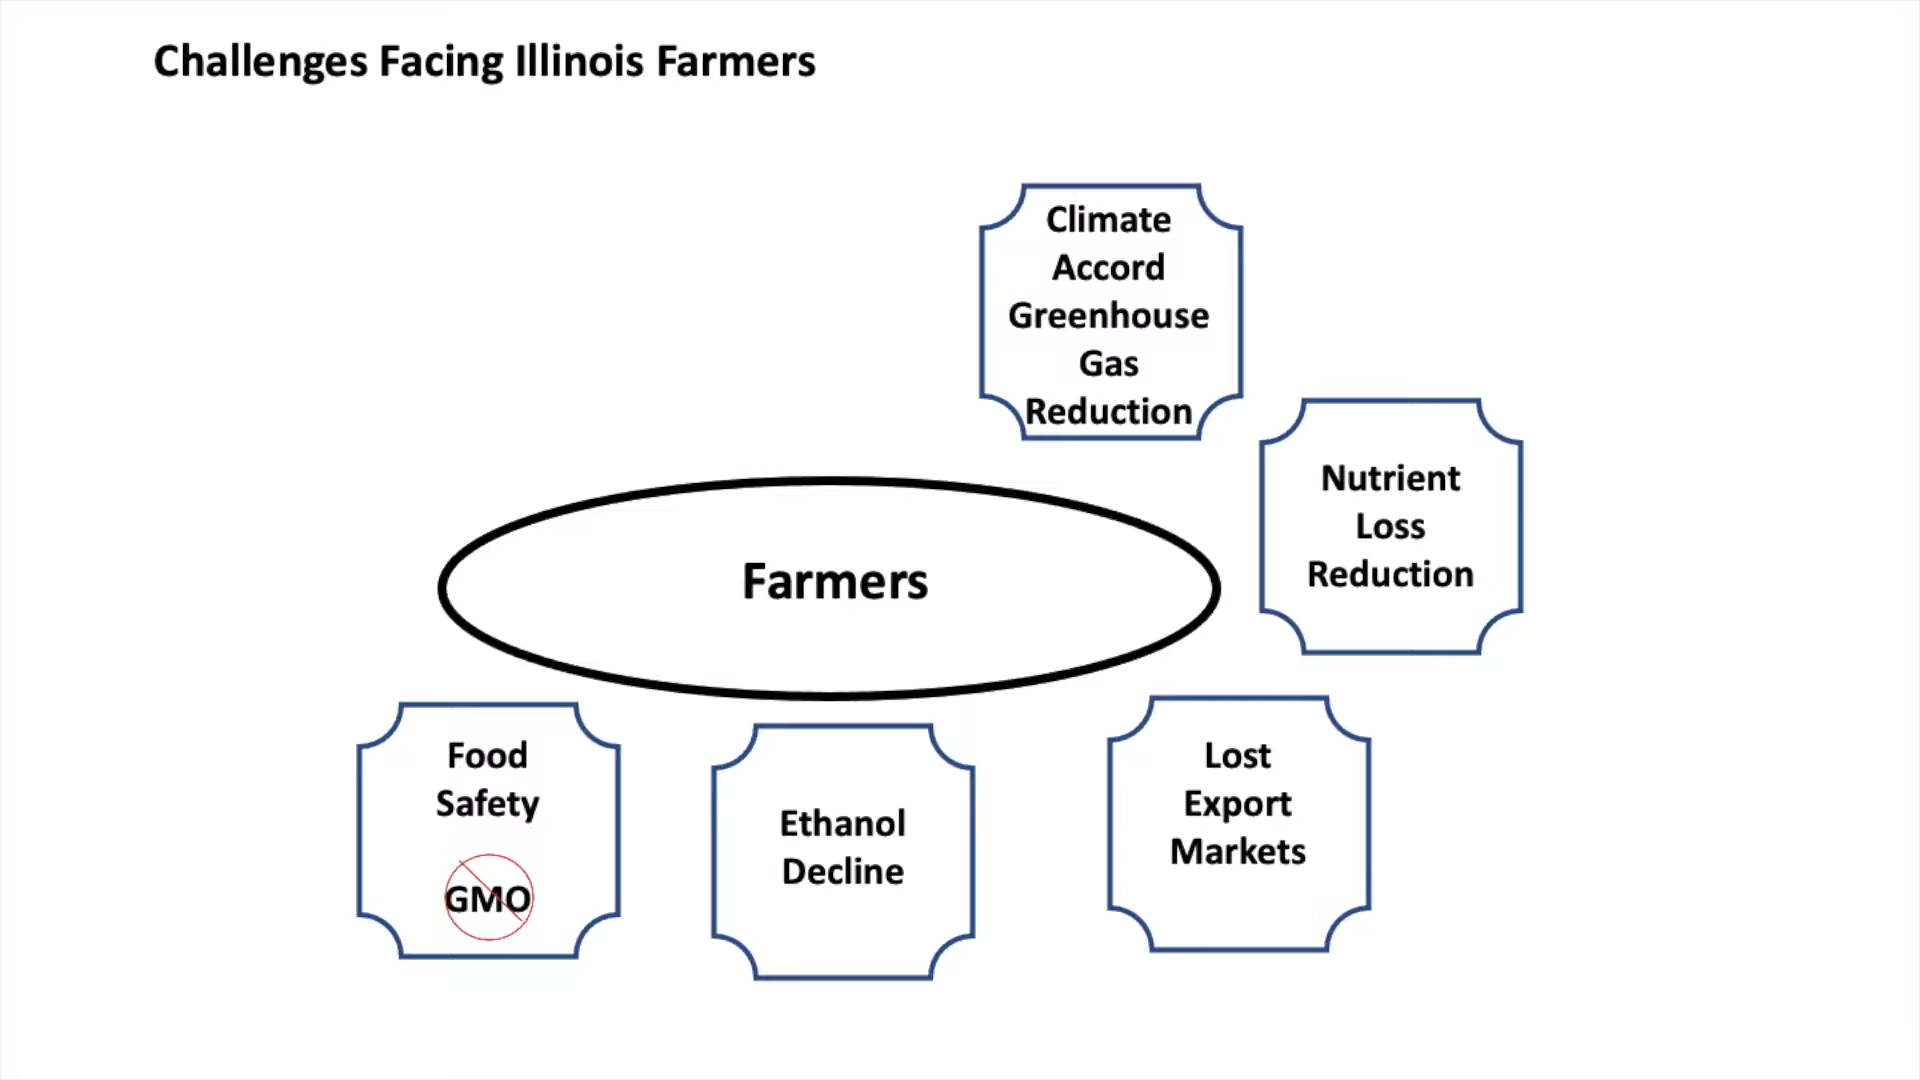 Challenges Facing Illinois Farmers
Climate
Accord
Greenhouse
Gas
Reduction
Nutrient
Loss
Reduction
Farmers
Food
Safety
GMO
Ethanol
Decline
Lost
Export
Markets